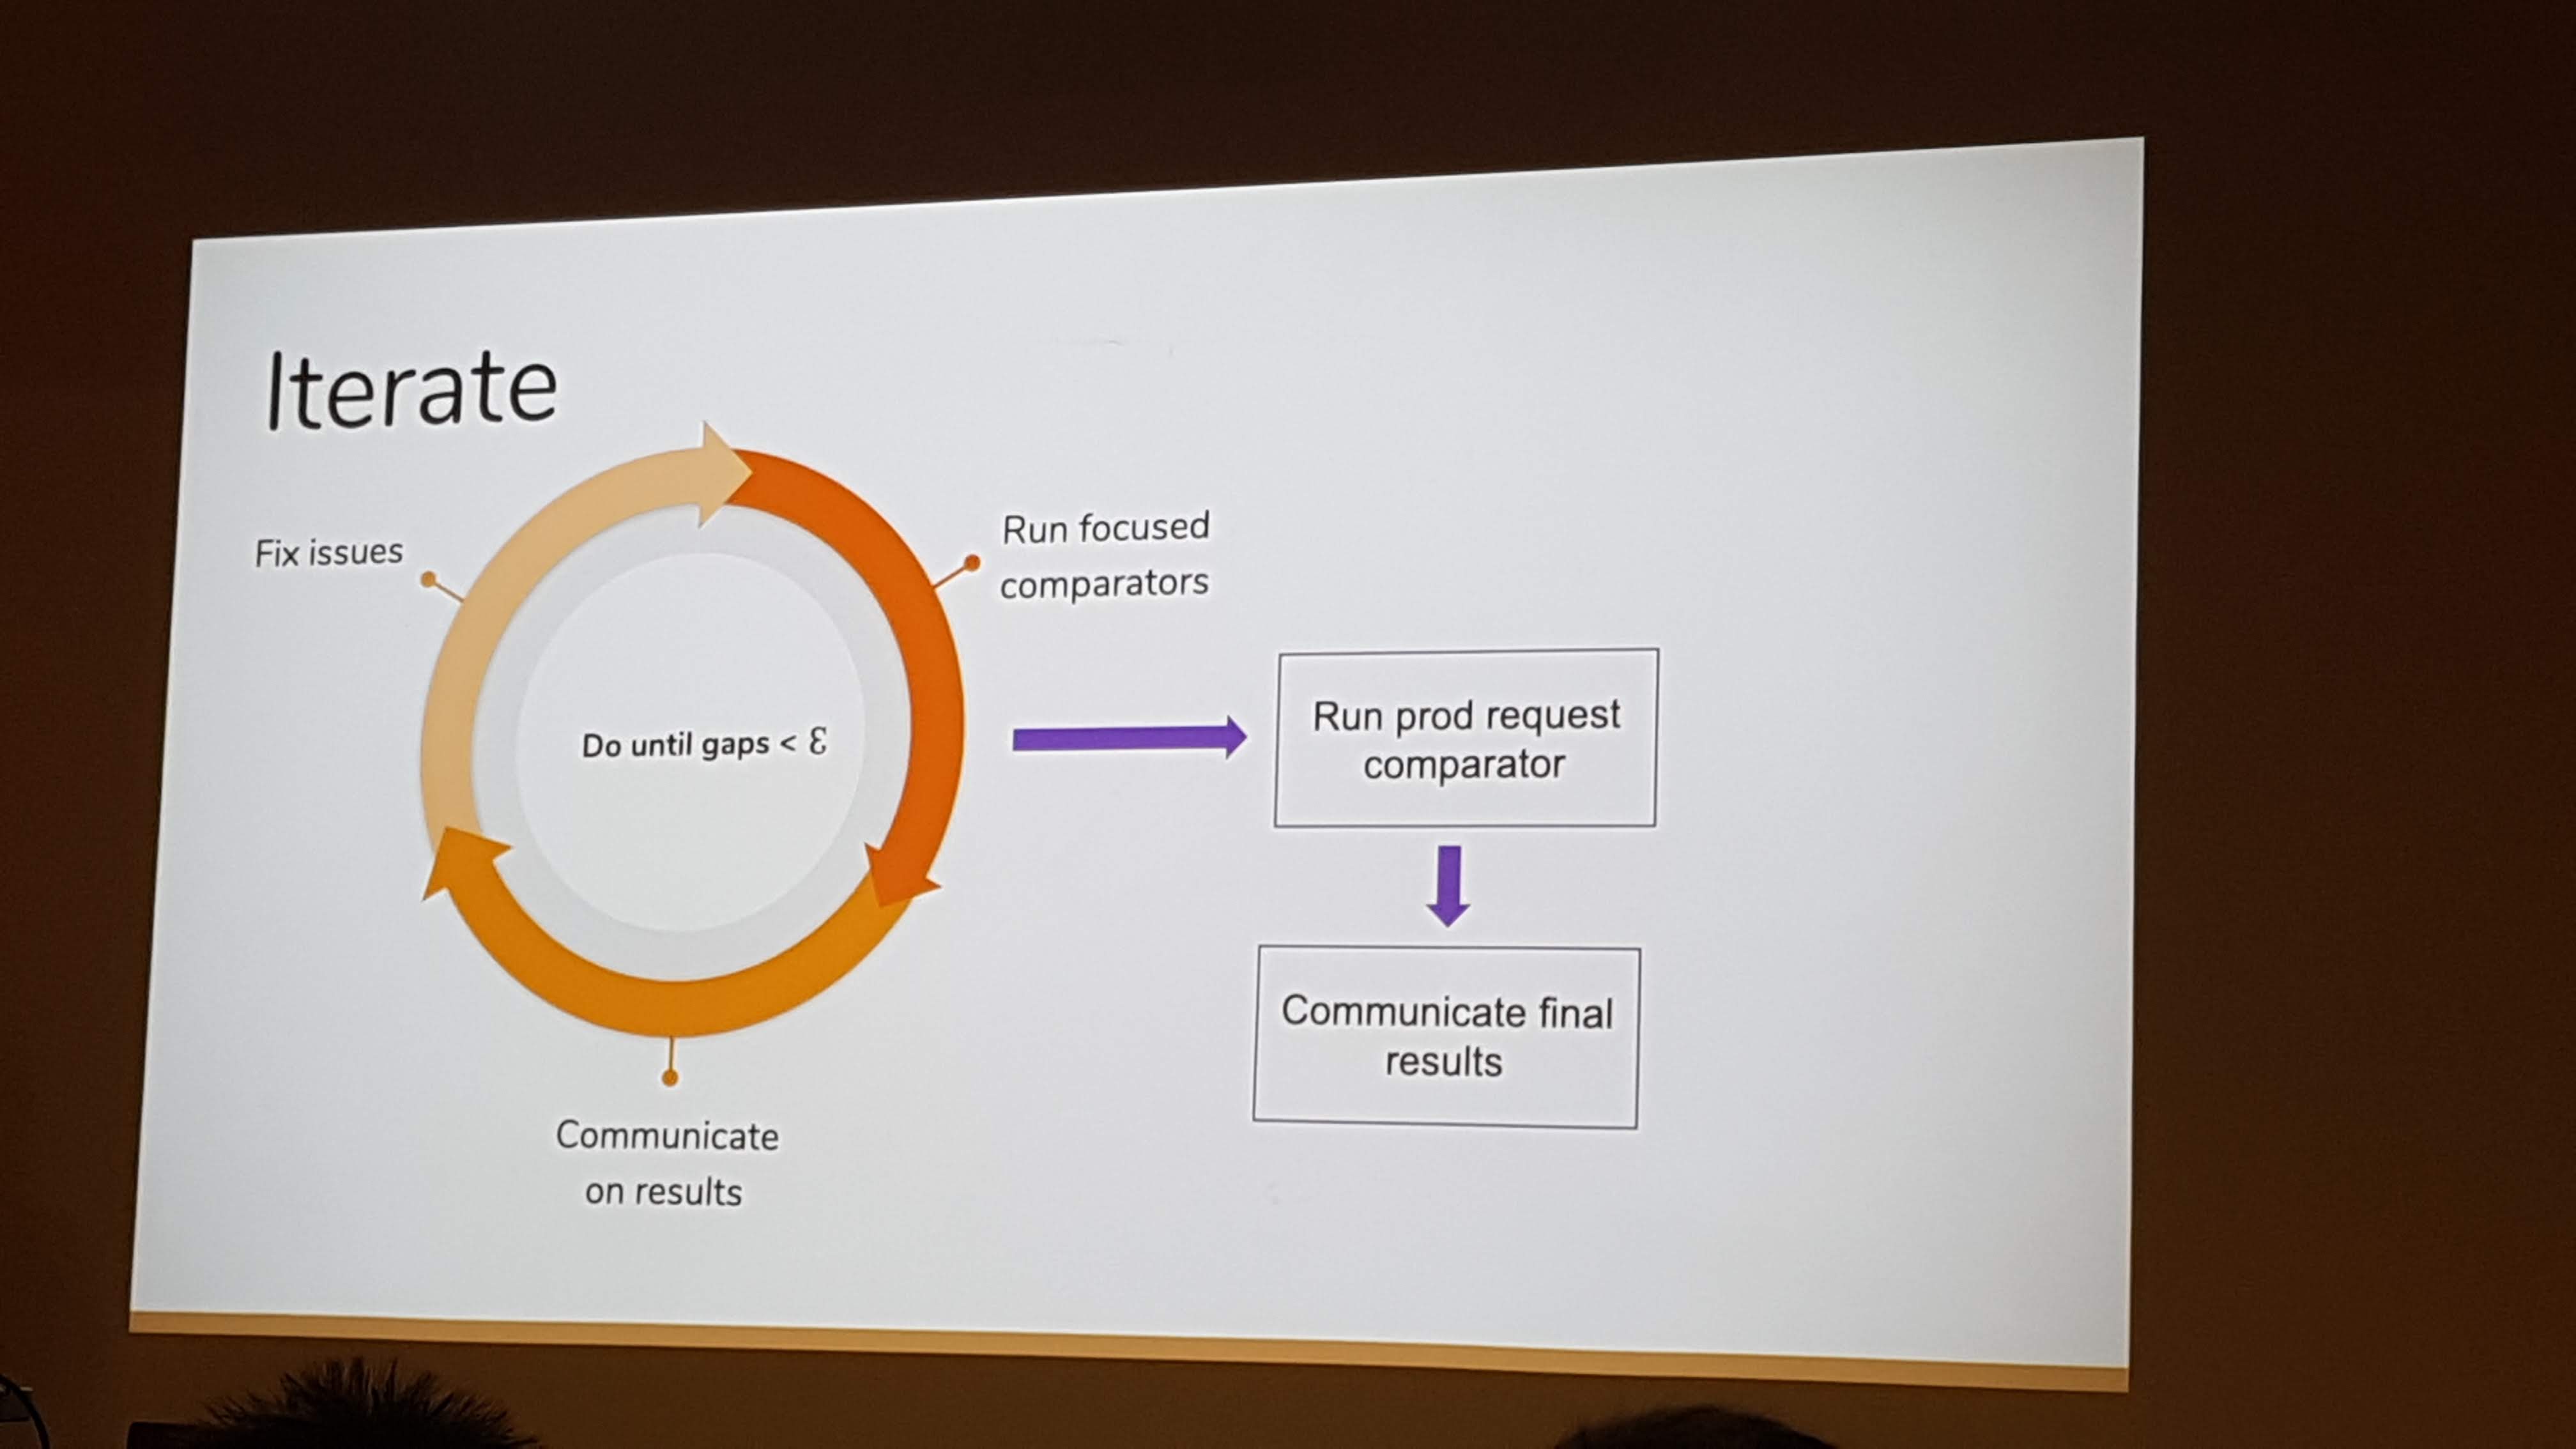 Iterate
Fix issues
Run focused
comparators
Do until gaps < Ɛ
Run prod request
comparator
Communicate final
results
Communicate
on results